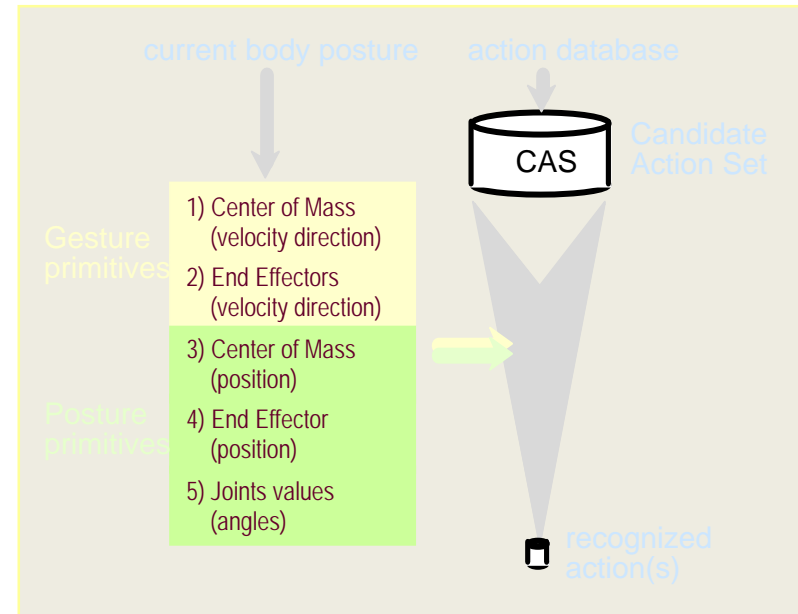 current body posture
action database
CAS
Candidate
Action Set
Gesture
primitives
1) Center of Mass
(velocity direction)
2) End Effectors
(velocity direction)
Posture
primitives
3) Center of Mass
(position)
4) End Effector
(position)
5) Joints values
(angles)
recognized
action(s)